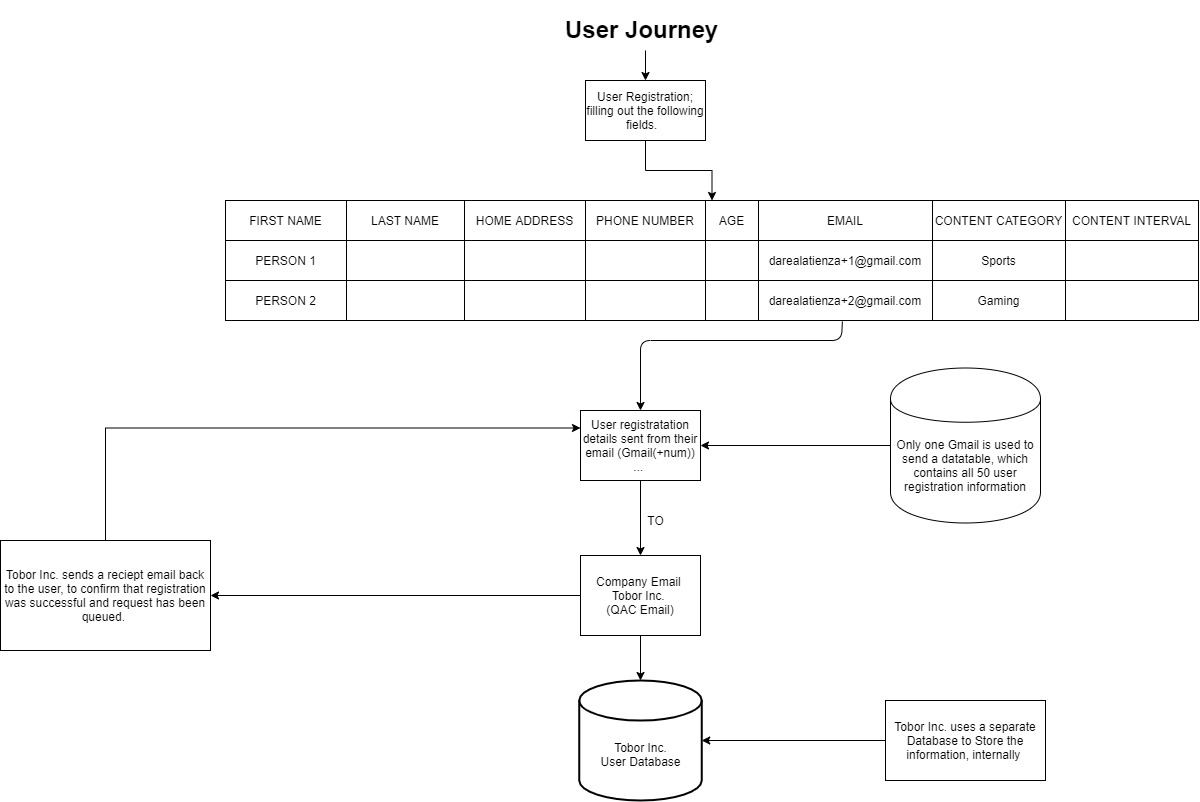 User Journey
User Registration;
filling out the following
fields.
FIRST NAME LAST NAME HOME ADDRESS PHONE NUMBER AGE EMAIL CONTENT CATEGORY CONTENT INTERVAL
PERSON 1 darealatienza+1@gmail.com Sports
PERSON 2 darealatienza+2@gmail.com Gaming
User registratation
details sent from their
email (Gmail(+num))
...
Only one Gmail is used to
send a datatable, which
contains all 50 user
registration information
TO
Tobor Inc. sends a reciept email back
to the user, to confirm that registration
was successful and request has been
queued.
Company Email
Tobor Inc.
(QAC Email)
Tobor Inc.
User Database
Tobor Inc. uses a separate
Database to Store the
information, internally